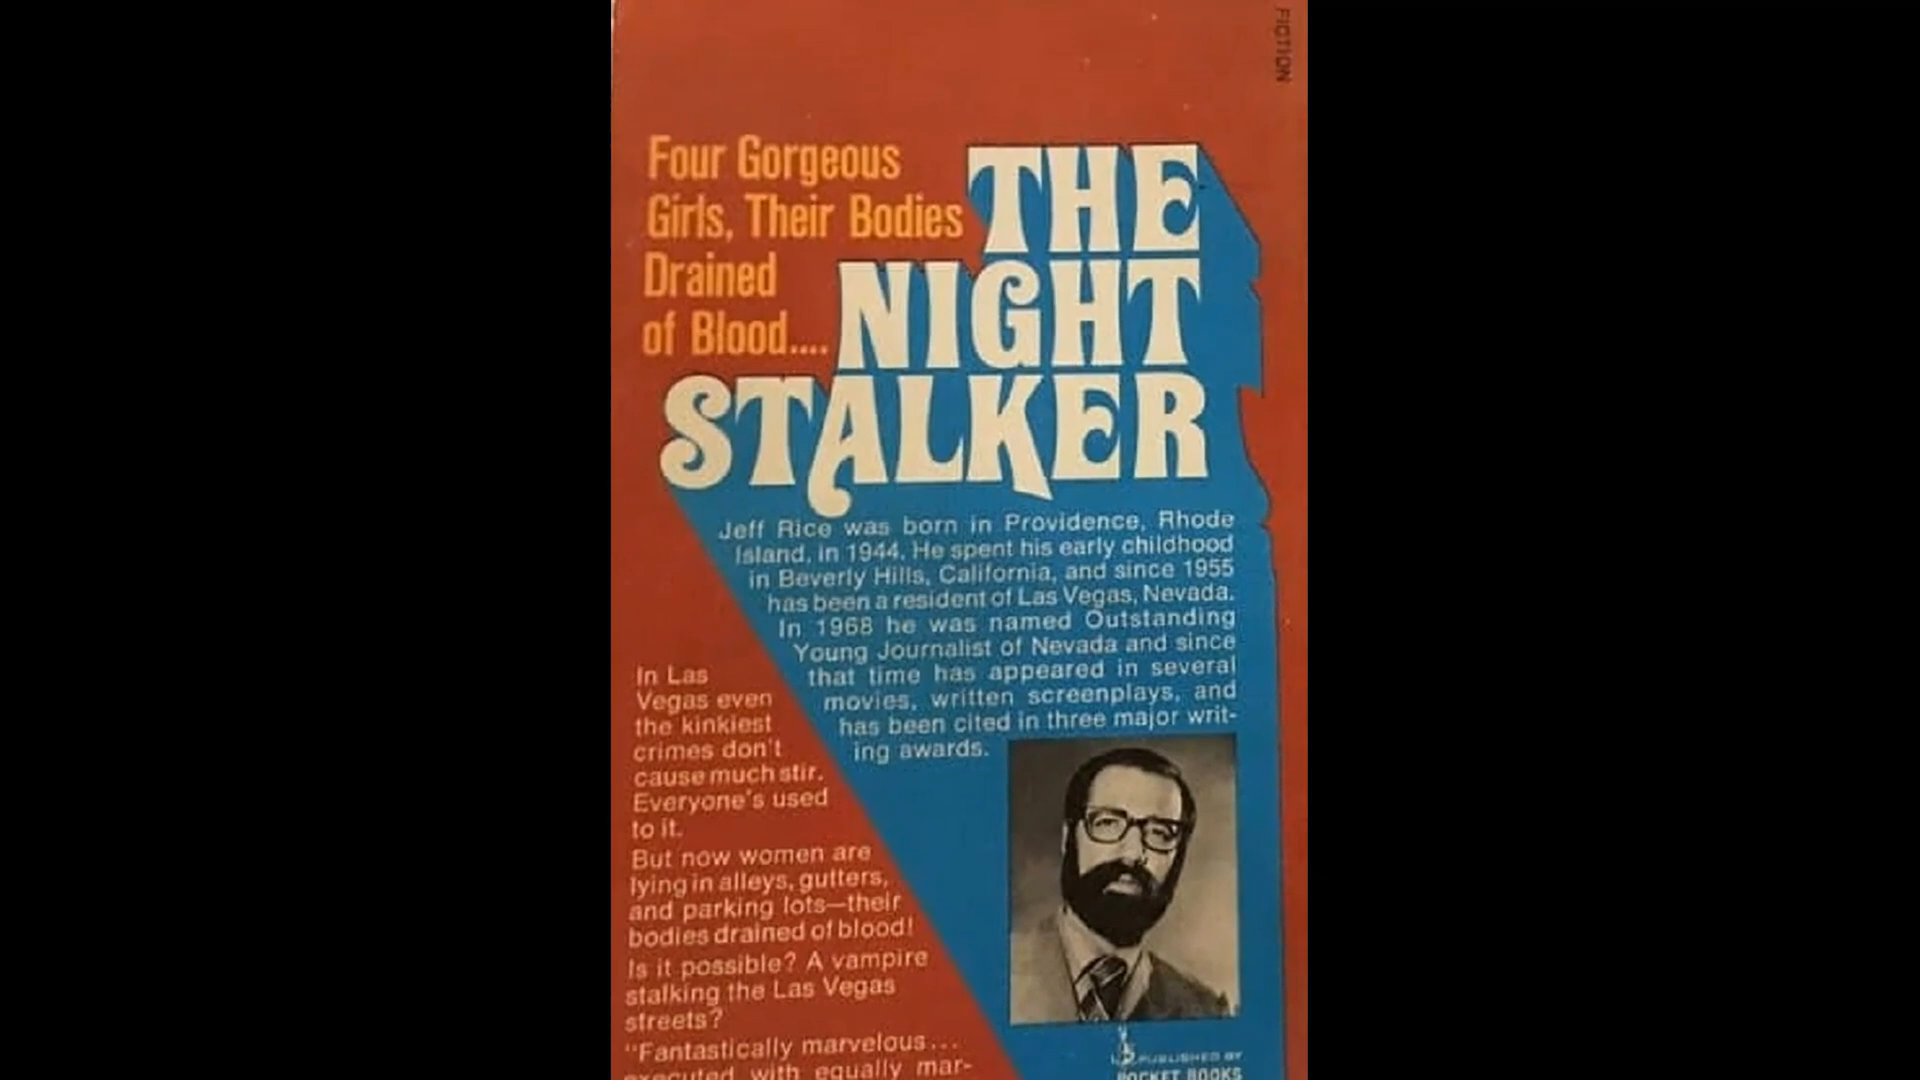 FICTION
Four Gorgeous
Girls, Their Bodies
Drained
of Blood....
THE
NIGHT
STALKER
Jeff Rice was born in Providence, Rhode
Island, in 1944. He spent his early childhood
in Beverly Hills, California, and since 1955
has been a resident of Las Vegas, Nevada.
In 1968 he was named Outstanding
Young Journalist of Nevada and since
that time has appeared in several
movies, written screenplays, and
has been cited in three major writ-
ing awards.
In Las
Vegas even
the kinkiest
crimes don't
cause much stir.
Everyone's used
to it.
But now women are
lying in alleys, gutters,
and parking lots—their
bodies drained of blood!
Is it possible? A vampire
stalking the Las Vegas
streets?
"Fantastically marvelous...
executed with equally mar-
PUBLISHED BY
POCKET BOOKS